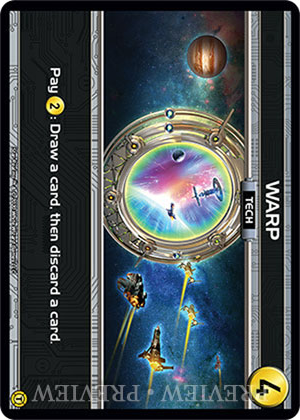 WARP
TECH
4
Pay 2: Draw a card, then discard a card.
PREVIEW • PREVIEW